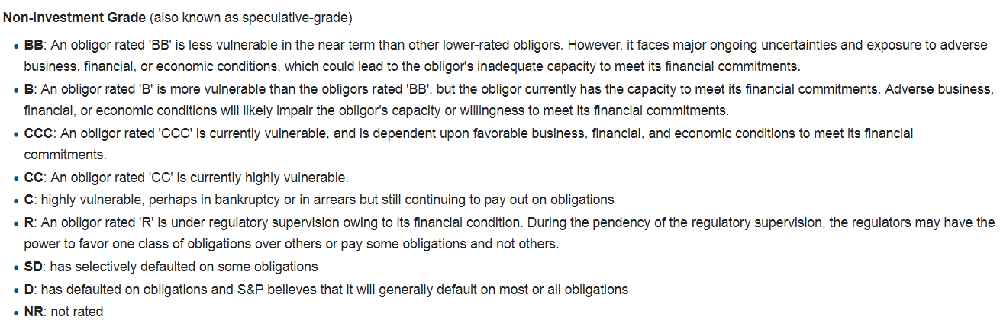 Non-Investment Grade (also known as speculative-grade)
• BB: An obligor rated 'BB' is less vulnerable in the near term than other lower-rated obligors. However, it faces major ongoing uncertainties and exposure to adverse
business, financial, or economic conditions, which could lead to the obligor's inadequate capacity to meet its financial commitments.
• B: An obligor rated 'B' is more vulnerable than the obligors rated 'BB', but the obligor currently has the capacity to meet its financial commitments. Adverse business,
financial, or economic conditions will likely impair the obligor's capacity or willingness to meet its financial commitments.
• CCC: An obligor rated 'CCC' is currently vulnerable, and is dependent upon favorable business, financial, and economic conditions to meet its financial
commitments.
• CC: An obligor rated 'CC' is currently highly vulnerable.
• C: highly vulnerable, perhaps in bankruptcy or in arrears but still continuing to pay out on obligations
• R: An obligor rated 'R' is under regulatory supervision owing to its financial condition. During the pendency of the regulatory supervision, the regulators may have the
power to favor one class of obligations over others or pay some obligations and not others.
• SD: has selectively defaulted on some obligations
• D: has defaulted on obligations and S&P believes that it will generally default on most or all obligations
• NR: not rated